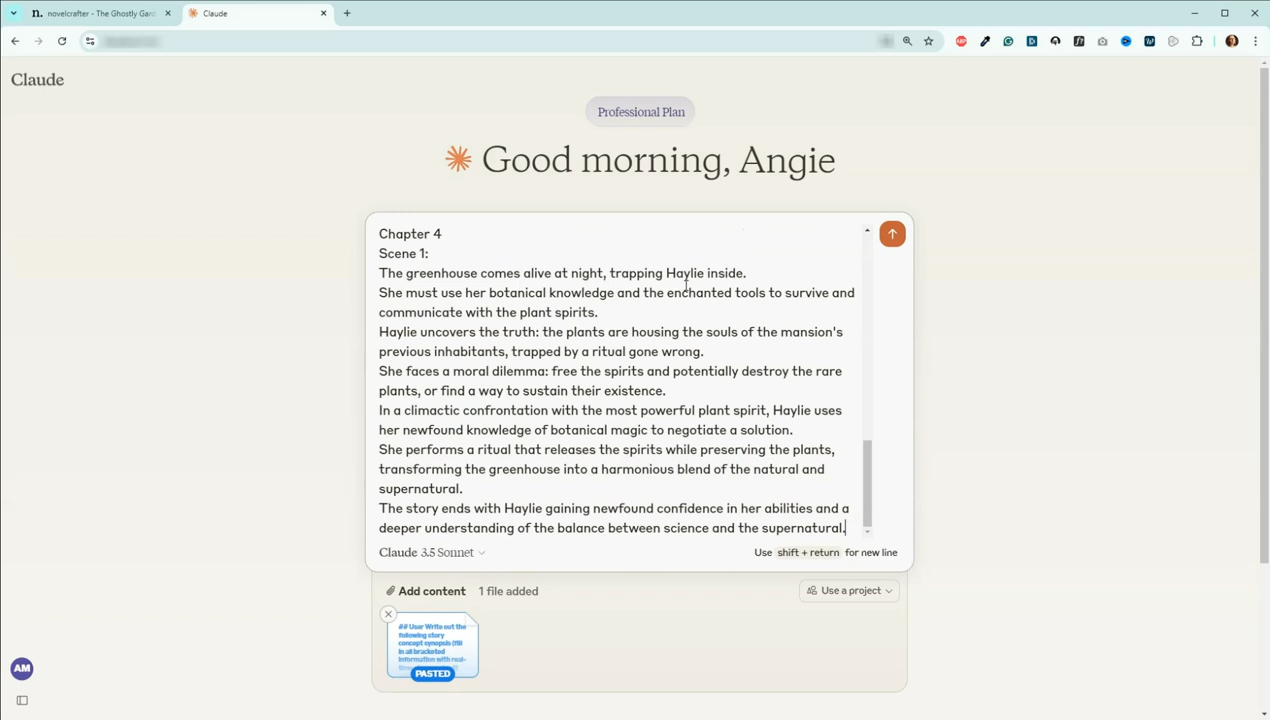 n. novelcrafter - The Ghostly Gard
Claude
Claude
Professional Plan
Good morning, Angie
Chapter 4
Scene 1:
The greenhouse comes alive at night, trapping Haylie inside.
She must use her botanical knowledge and the enchanted tools to survive and
communicate with the plant spirits.
Haylie uncovers the truth: the plants are housing the souls of the mansion's
previous inhabitants, trapped by a ritual gone wrong.
She faces a moral dilemma: free the spirits and potentially destroy the rare
plants, or find a way to sustain their existence.
In a climactic confrontation with the most powerful plant spirit, Haylie uses
her newfound knowledge of botanical magic to negotiate a solution.
She performs a ritual that releases the spirits while preserving the plants,
transforming the greenhouse into a harmonious blend of the natural and
supernatural.
The story ends with Haylie gaining newfound confidence in her abilities and a
deeper understanding of the balance between science and the supernatural.
Claude 3.5 Sonnet
Use shift + return for new line
Add content 1 file added
Use a project
## User Write out the
following story
concept synopsis (fill
in all bracketed
information with real-
PASTED
AM